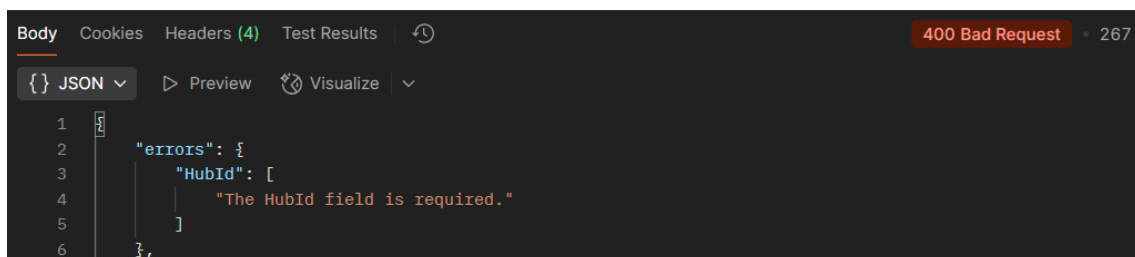 Body Cookies Headers (4) Test Results 400 Bad Request • 267
{} JSON Preview Visualize
1 {
2 "errors": {
3 "HubId": [
4 "The HubId field is required."
5 ]
6 },